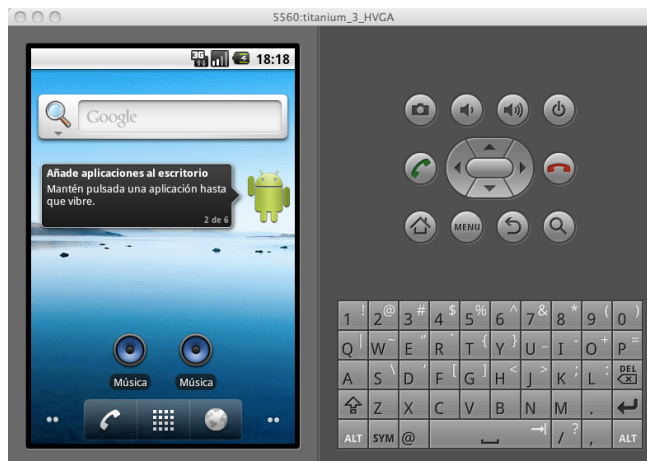 5560:titanium_3_HVGA
3G 18:18
Google
Añade aplicaciones al escritorio
Mantén pulsada una aplicación hasta
que vibre.
2 de 6
Música Música
MENU
1 ! 2 @ 3 # 4 $ 5 % 6 ^ 7 & 8 * 9 ( 0 )
Q | W ~ E " R ` T { Y } U - I - O + P =
A S \ D ' F [ G ] H < J > K ; L : DEL
Z X C V B N M .
ALT SYM @ / ? , ALT